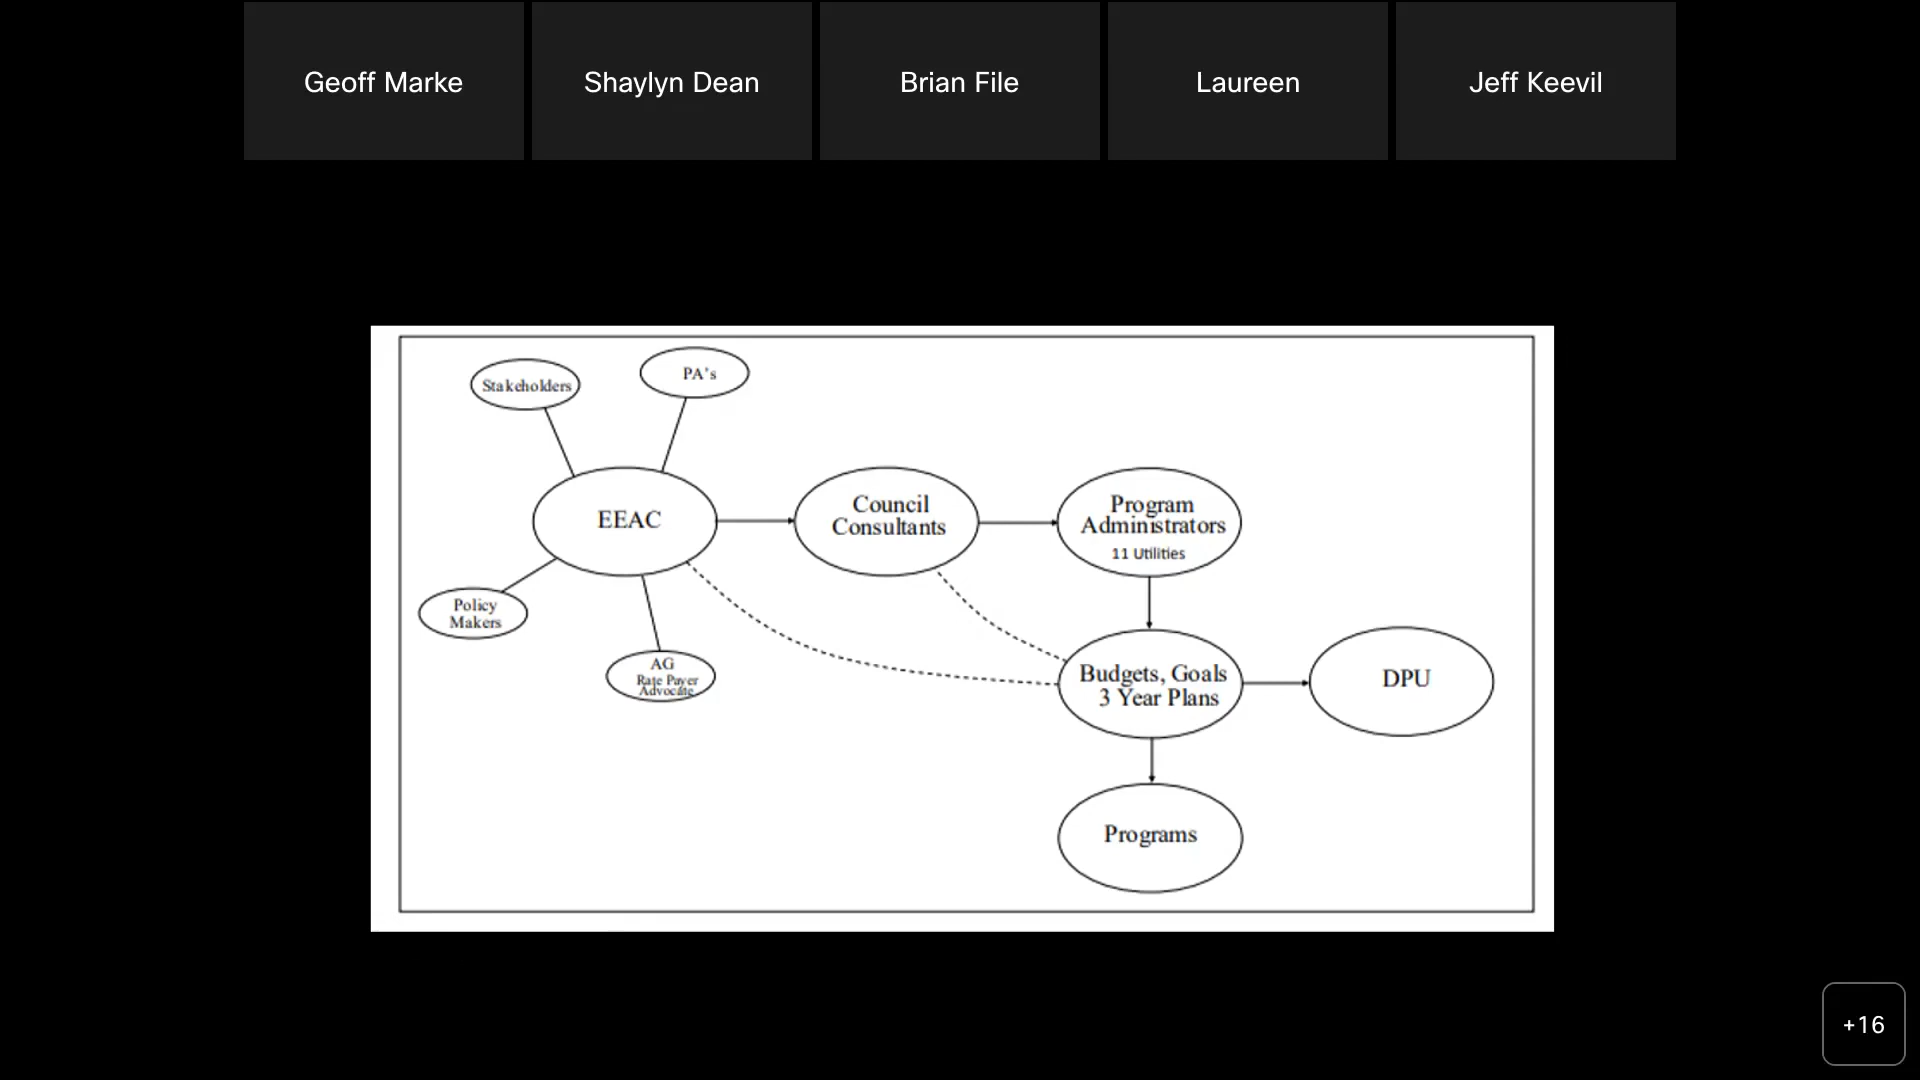 Geoff Marke
Shaylyn Dean
Brian File
Laureen
Jeff Keevil
Stakeholders
PA's
EEAC
Council
Consultants
Program
Administrators
11 Utilities
Policy
Makers
AG
Rate Payer
Advocate
Budgets, Goals
3 Year Plans
DPU
Programs
+16